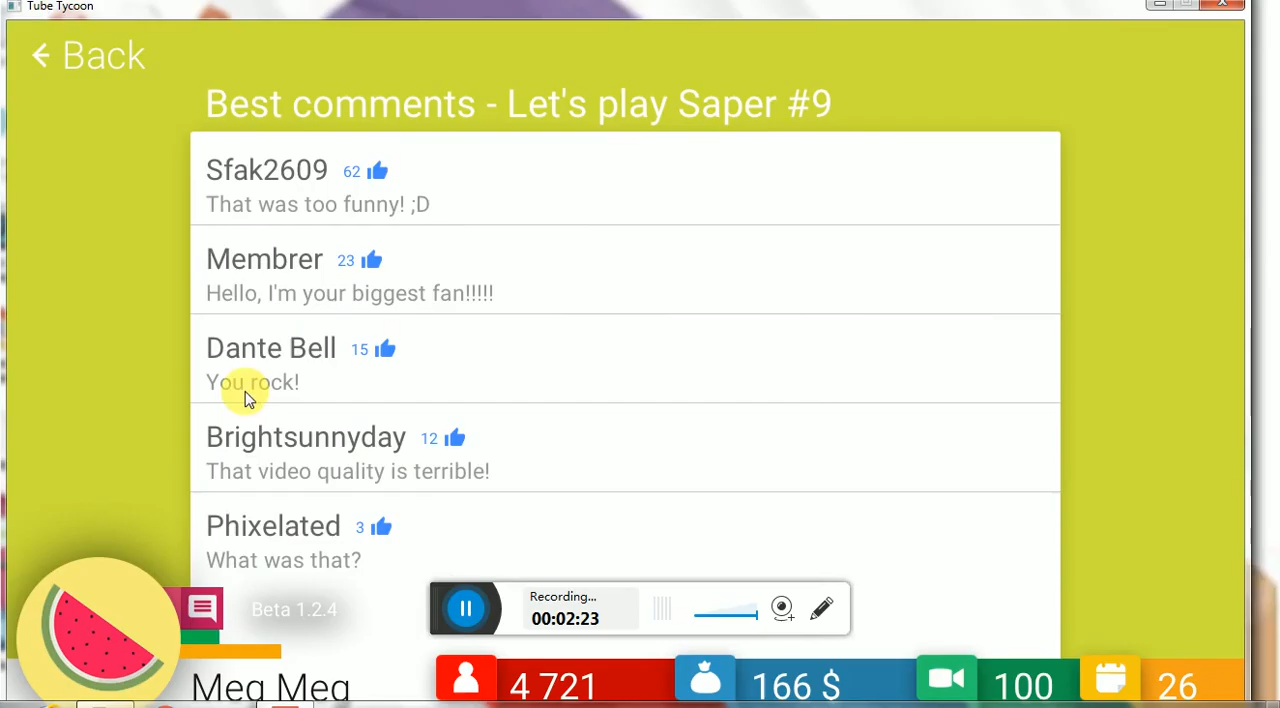 Tube Tycoon
Back
Best comments - Let's play Saper #9
Sfak2609 62
That was too funny! ;D
Membrer 23
Hello, I'm your biggest fan!!!!!
Dante Bell 15
You rock!
Brightsunnyday 12
That video quality is terrible!
Phixelated 3
What was that?
Beta 1.2.4
Recording...
00:02:23
Meg Meg
4 721
166 $
100
26